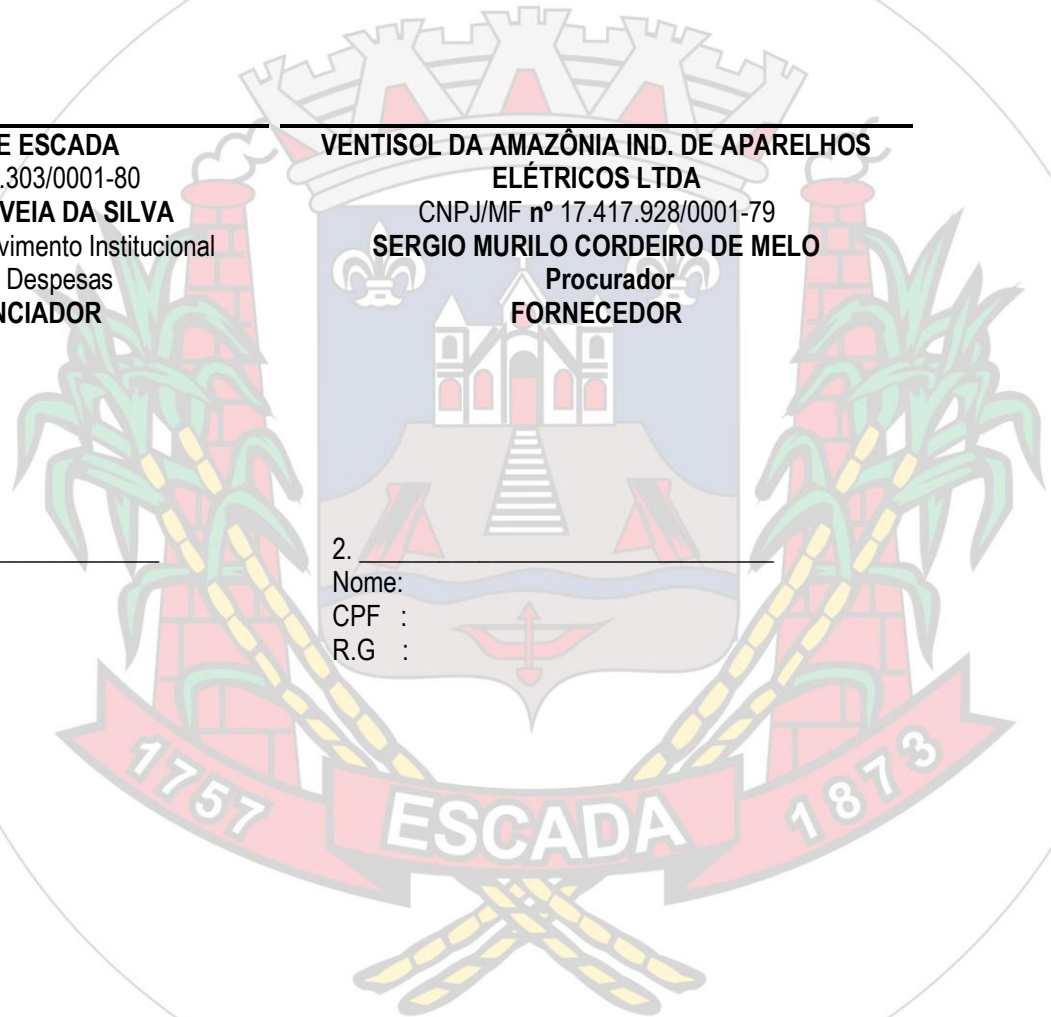 E ESCADA
.303/0001-80
VEIA DA SILVA
vimento Institucional
Despesas
NCIADOR
VENTISOL DA AMAZÔNIA IND. DE APARELHOS
ELÉTRICOS LTDA
CNPJ/MF nº 17.417.928/0001-79
SERGIO MURILO CORDEIRO DE MELO
Procurador
FORNECEDOR
2. ______________________________
Nome:
CPF :
R.G :
1757 ESCADA 1873